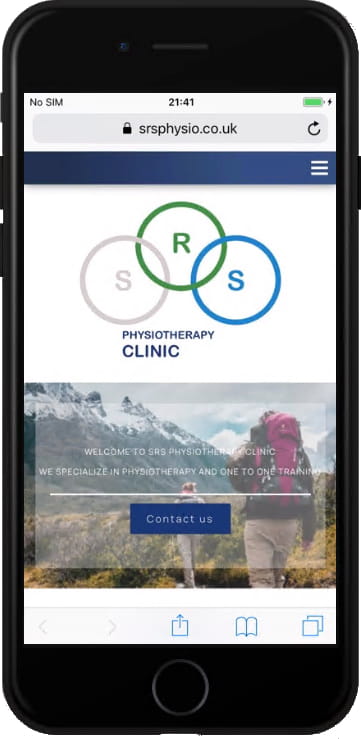 No SIM 21:41
srsphysio.co.uk
S R S
PHYSIOTHERAPY
CLINIC
WELCOME TO SRS PHYSIOTHERAPY CLINIC
WE SPECIALIZE IN PHYSIOTHERAPY AND ONE TO ONE TRAINING
Contact us